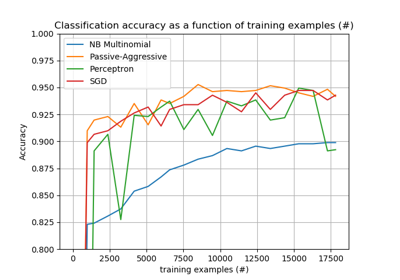 Classification accuracy as a function of training examples (#)
1.000
0.975
0.950
0.925
0.900
0.875
0.850
0.825
0.800
Accuracy
NB Multinomial
Passive-Aggressive
Perceptron
SGD
0 2500 5000 7500 10000 12500 15000 17500
training examples (#)